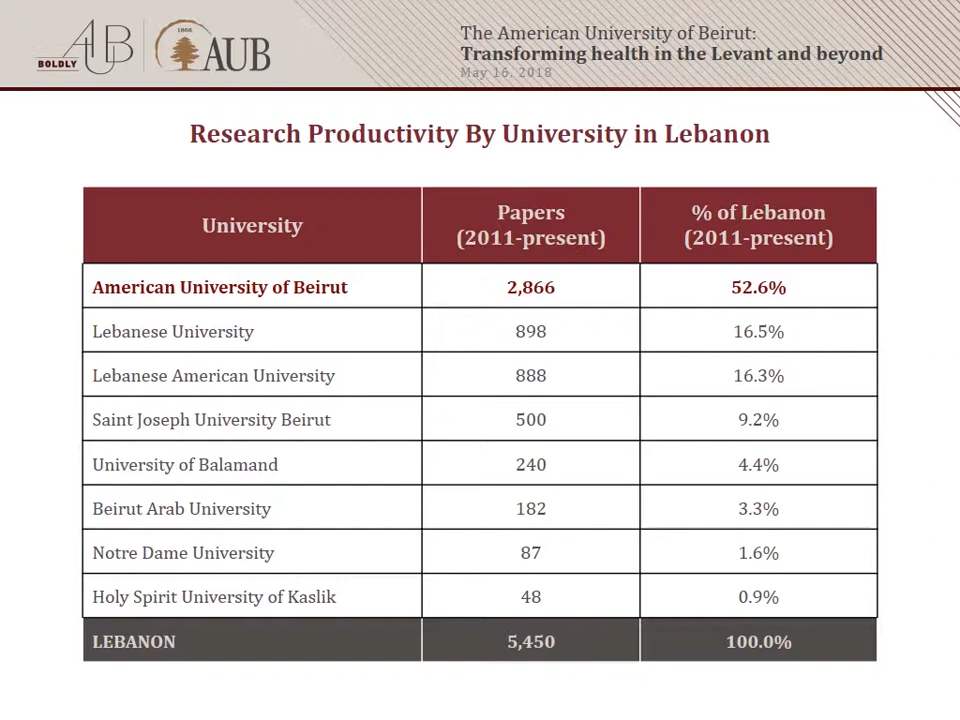 AUB
BOLDLY
1866
AUB
The American University of Beirut:
Transforming health in the Levant and beyond
May 16, 2018
Research Productivity By University in Lebanon
University Papers (2011-present) % of Lebanon (2011-present)
American University of Beirut 2,866 52.6%
Lebanese University 898 16.5%
Lebanese American University 888 16.3%
Saint Joseph University Beirut 500 9.2%
University of Balamand 240 4.4%
Beirut Arab University 182 3.3%
Notre Dame University 87 1.6%
Holy Spirit University of Kaslik 48 0.9%
LEBANON 5,450 100.0%